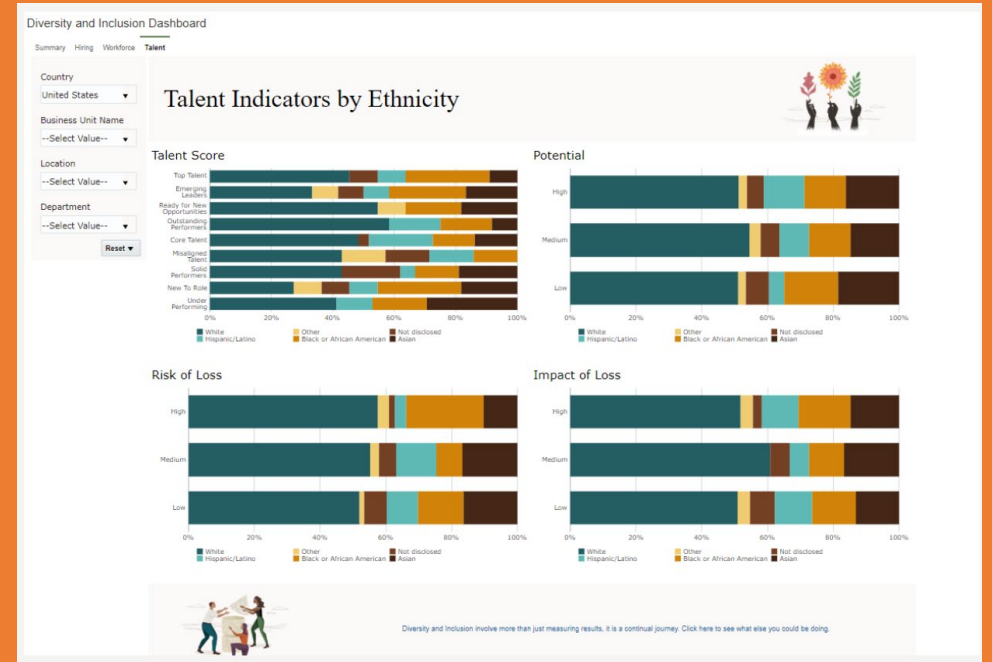 Diversity and Inclusion Dashboard
Summary Hiring Workforce Talent
Country
United States
Business Unit Name
--Select Value--
Location
--Select Value--
Department
--Select Value--
Reset
Talent Indicators by Ethnicity
Talent Score
Top Talent
Emerging
Leaders
Ready for New
Opportunities
Outstanding
Performers
Core Talent
Misaligned
Talent
Solid
Performers
New To Role
Under
Performing
0% 20% 40% 60% 80% 100%
White Other Not disclosed
Hispanic/Latino Black or African American Asian
Potential
High
Medium
Low
0% 20% 40% 60% 80% 100%
White Other Not disclosed
Hispanic/Latino Black or African American Asian
Risk of Loss
High
Medium
Low
0% 20% 40% 60% 80% 100%
White Other Not disclosed
Hispanic/Latino Black or African American Asian
Impact of Loss
High
Medium
Low
0% 20% 40% 60% 80% 100%
White Other Not disclosed
Hispanic/Latino Black or African American Asian
Diversity and Inclusion involve more than just measuring results, it is a continual journey. Click here to see what else you could be doing.